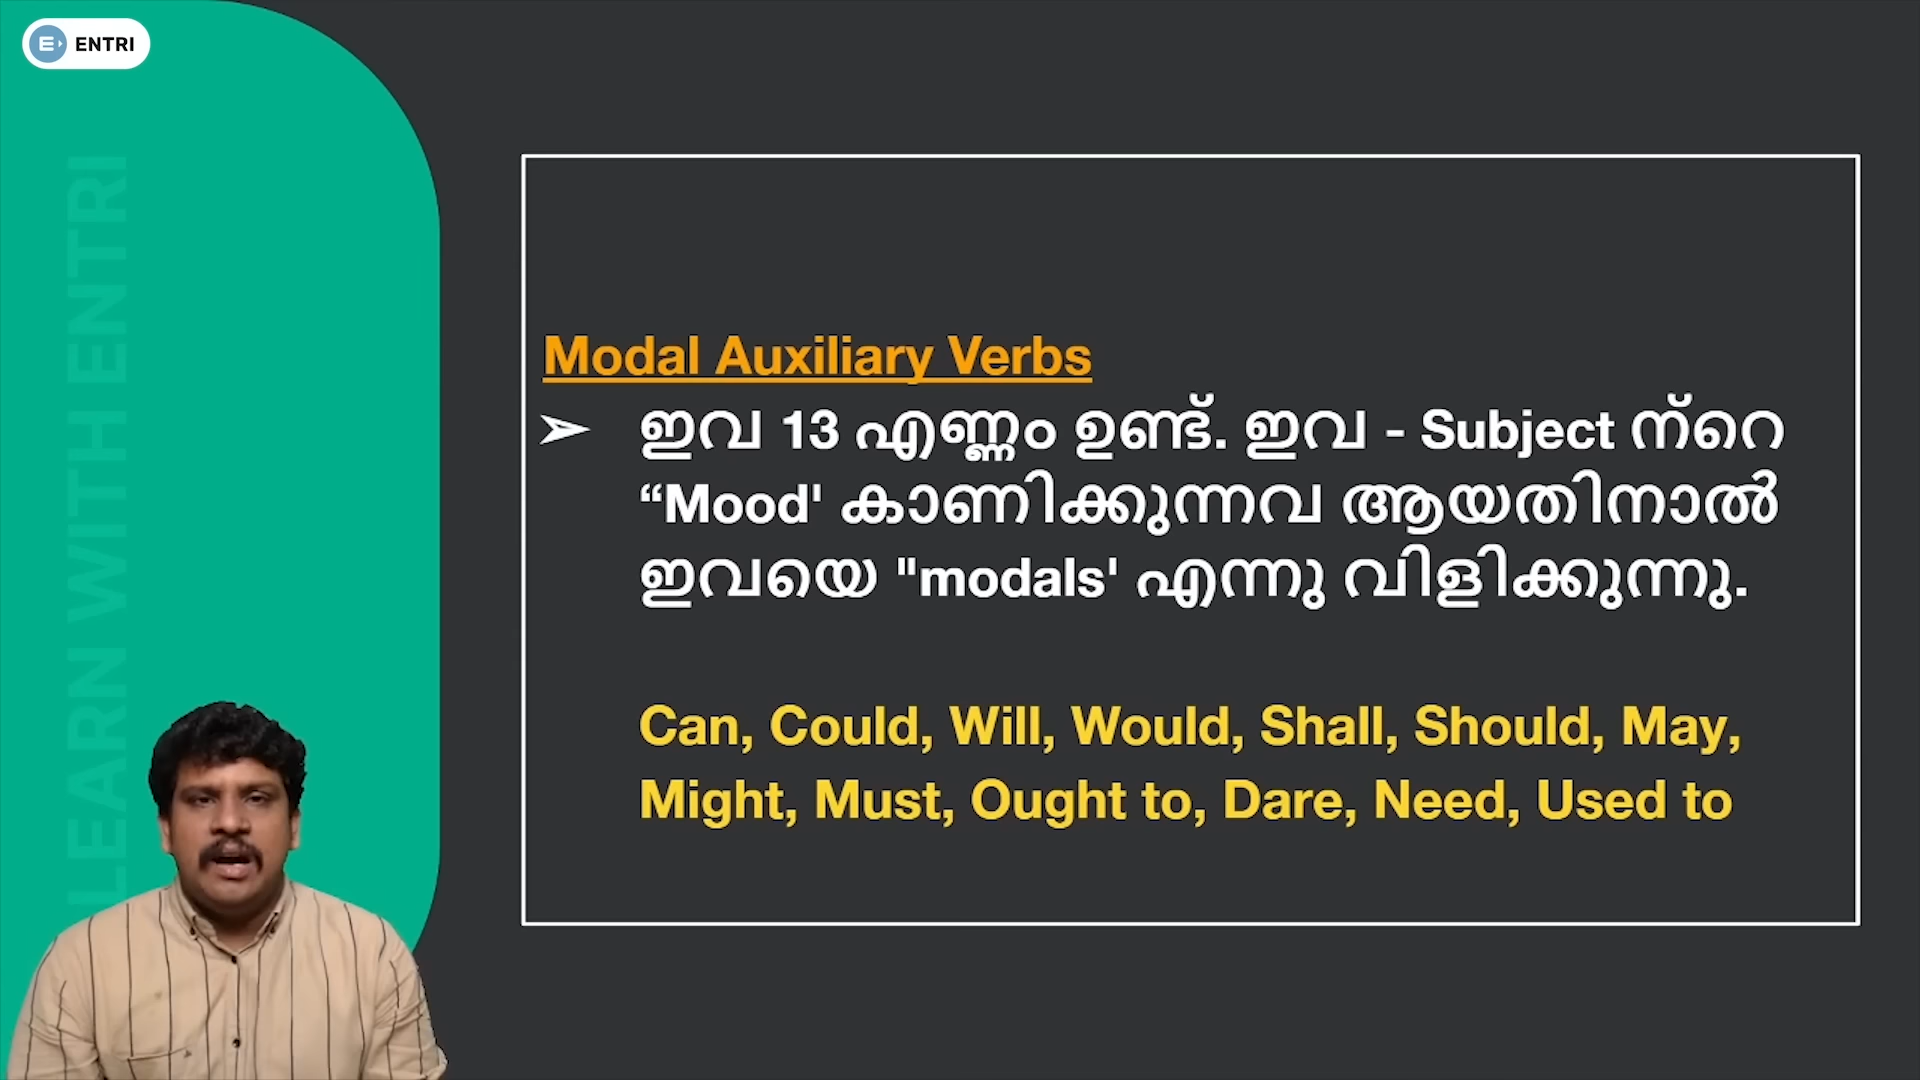 ENTRI
LEARN WITH ENTRI
Modal Auxiliary Verbs
➢ ഇവ 13 എണ്ണം ഉണ്ട്. ഇവ - Subject ന്റെ
“Mood' കാണിക്കുന്നവ ആയതിനാൽ
ഇവയെ "modals' എന്നു വിളിക്കുന്നു.
Can, Could, Will, Would, Shall, Should, May,
Might, Must, Ought to, Dare, Need, Used to